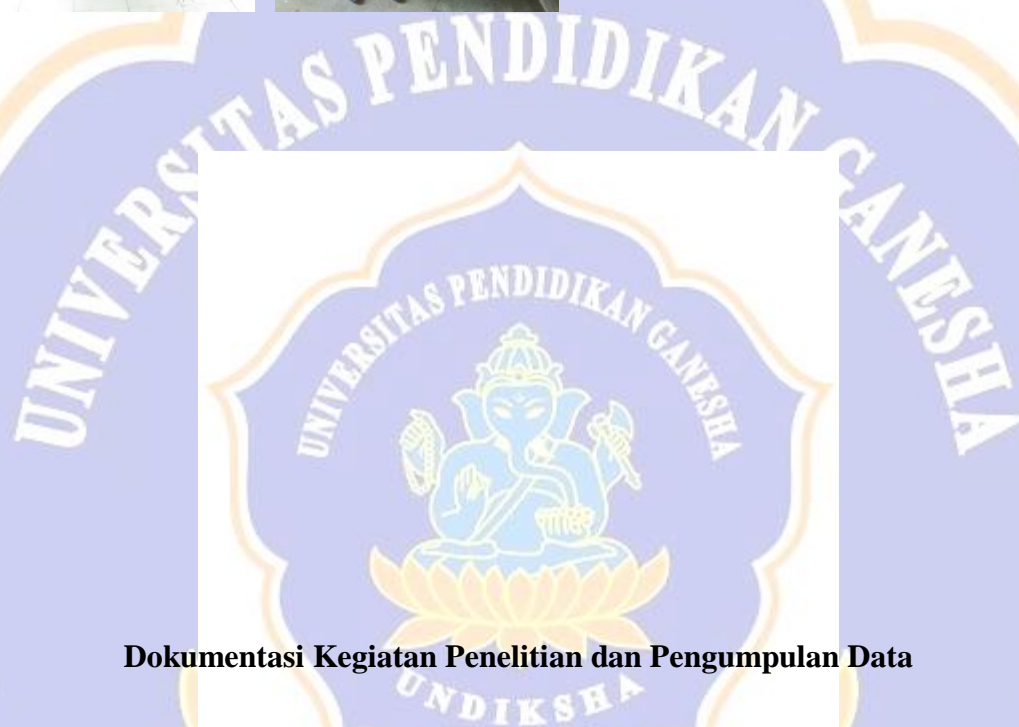 UNIVERSITAS PENDIDIKAN GANESHA
UNIVERSITAS PENDIDIKAN GANESHA
Dokumentasi Kegiatan Penelitian dan Pengumpulan Data
UNDIKSHA